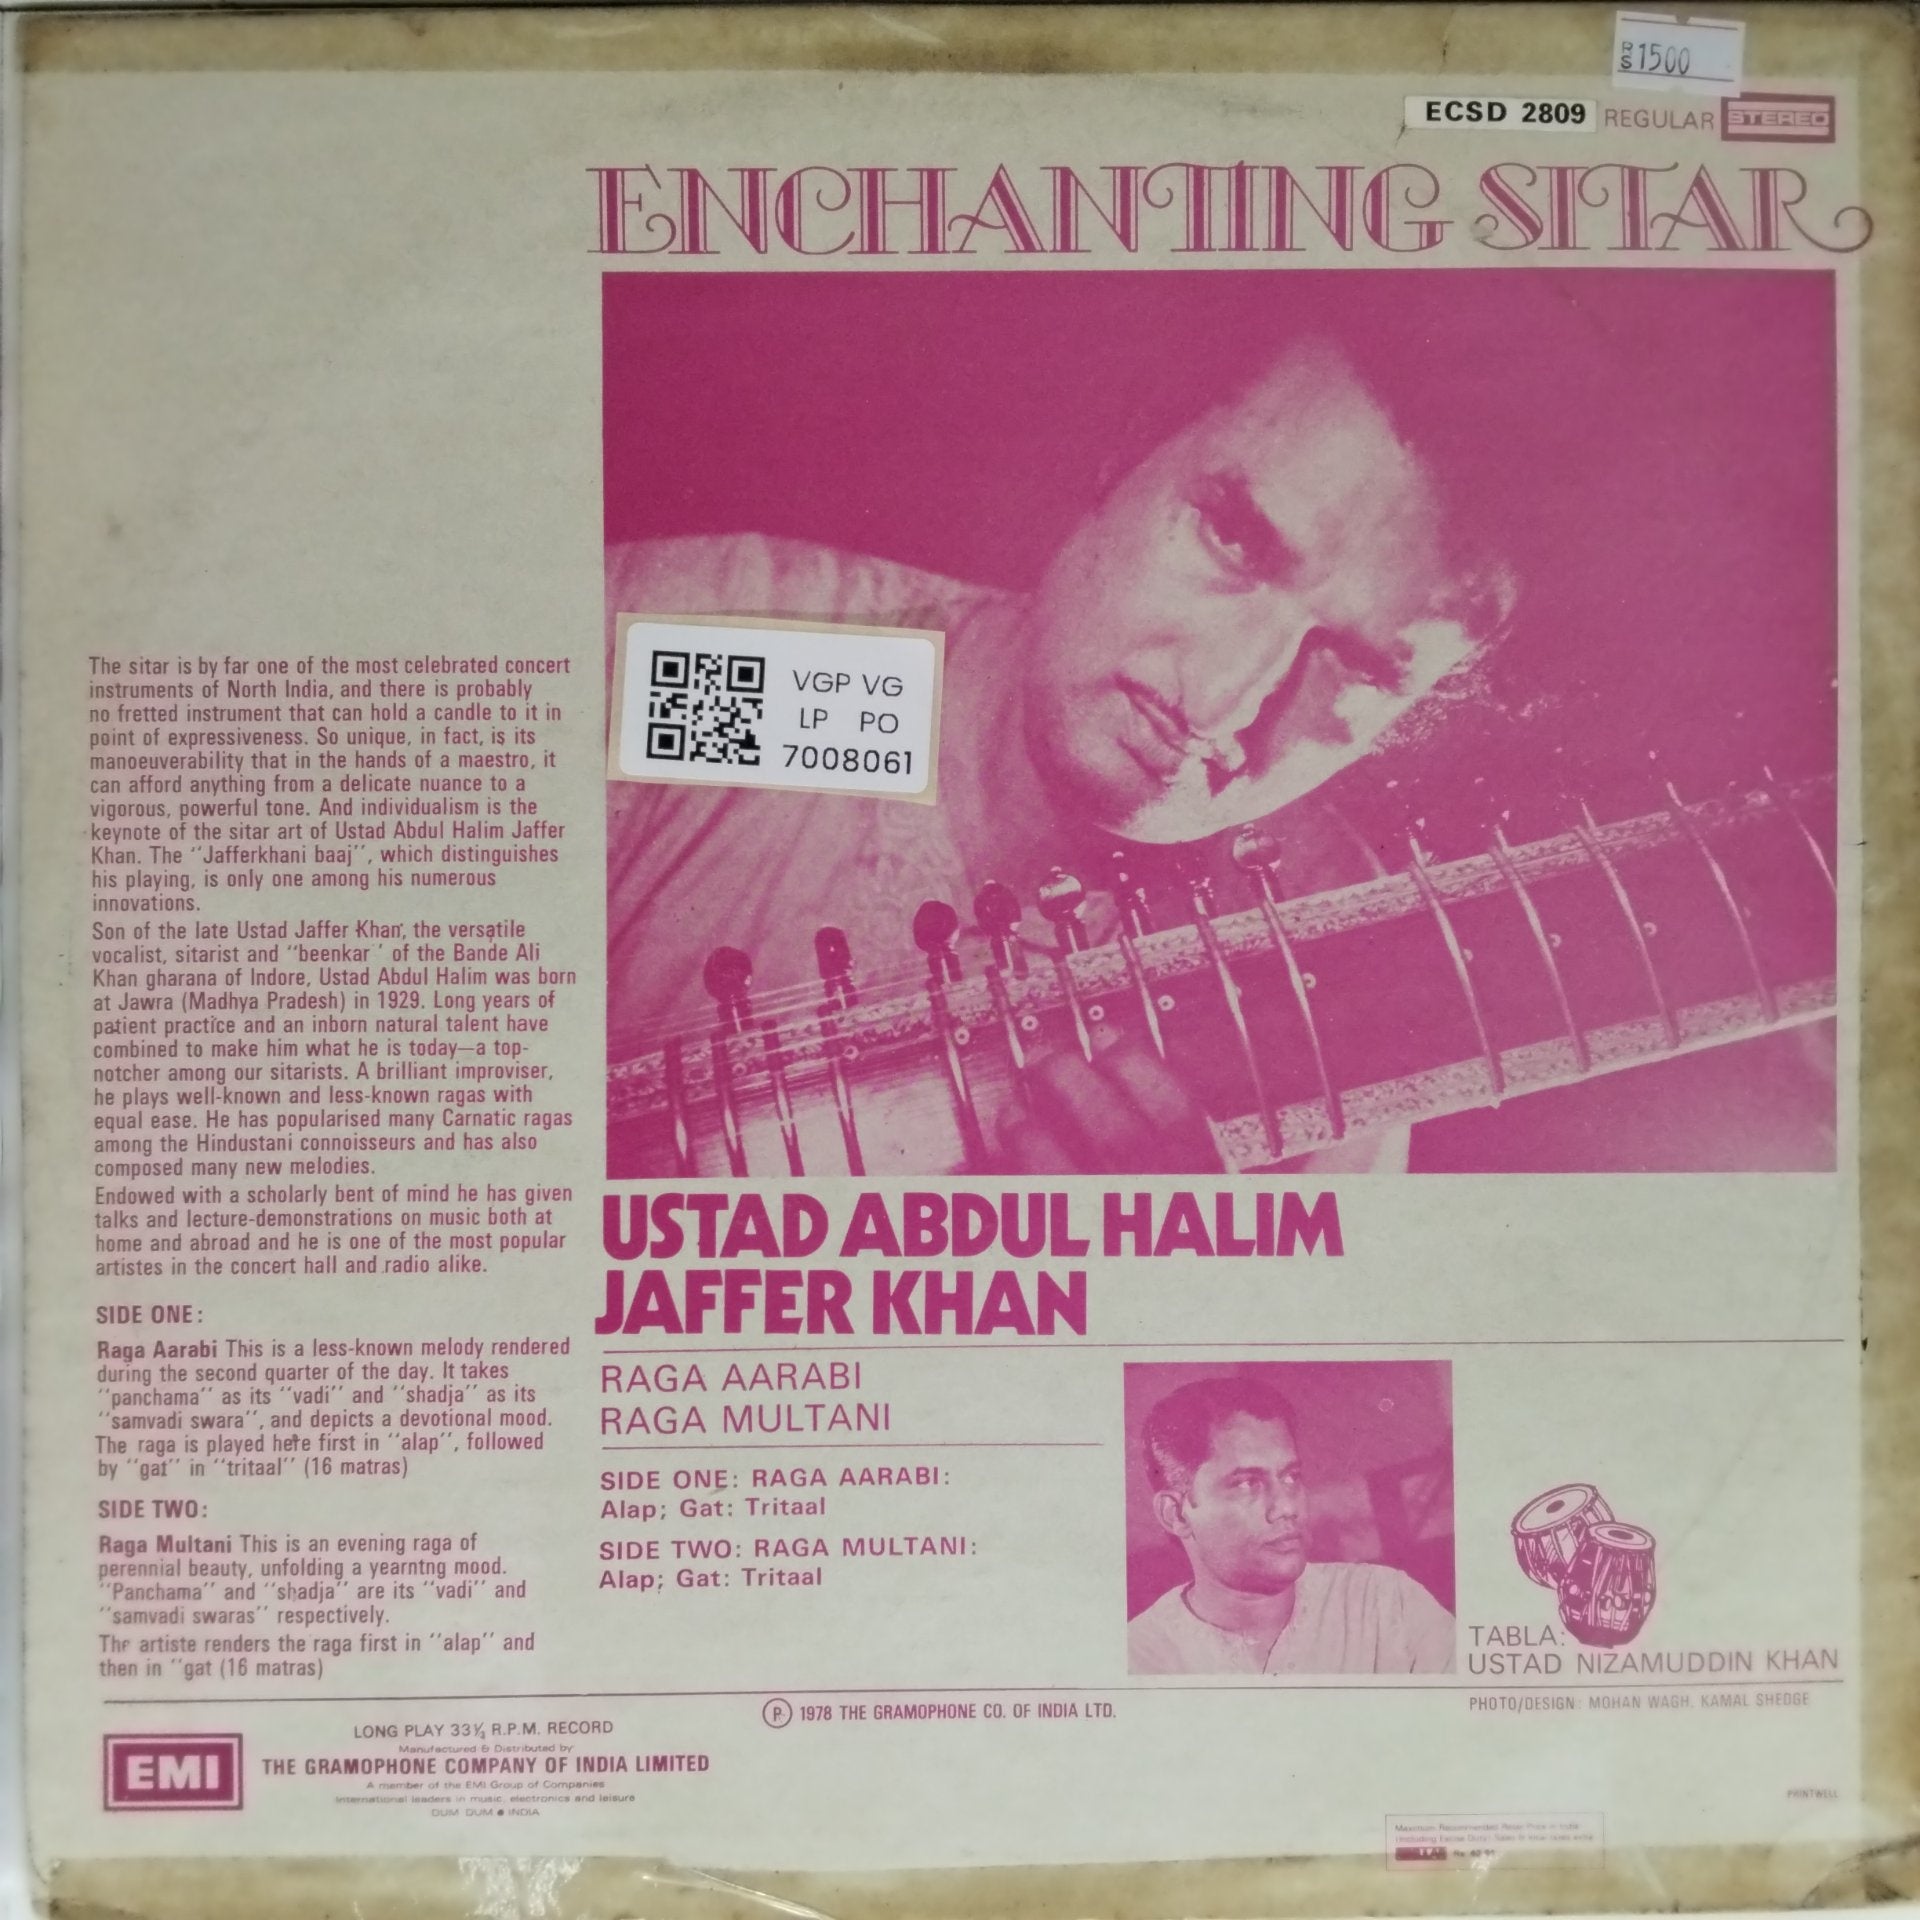 RS 1500
ECSD 2809 REGULAR STEREO
ENCHANTING SITAR
VGP VG
LP PO
7008061
The sitar is by far one of the most celebrated concert
instruments of North India, and there is probably
no fretted instrument that can hold a candle to it in
point of expressiveness. So unique, in fact, is its
manoeuverability that in the hands of a maestro, it
can afford anything from a delicate nuance to a
vigorous, powerful tone. And individualism is the
keynote of the sitar art of Ustad Abdul Halim Jaffer
Khan. The ''Jafferkhani baaj'', which distinguishes
his playing, is only one among his numerous
innovations.
Son of the late Ustad Jaffer Khan, the versatile
vocalist, sitarist and ''beenkar' of the Bande Ali
Khan gharana of Indore, Ustad Abdul Halim was born
at Jawra (Madhya Pradesh) in 1929. Long years of
patient practice and an inborn natural talent have
combined to make him what he is today—a top-
notcher among our sitarists. A brilliant improviser,
he plays well-known and less-known ragas with
equal ease. He has popularised many Carnatic ragas
among the Hindustani connoisseurs and has also
composed many new melodies.
Endowed with a scholarly bent of mind he has given
talks and lecture-demonstrations on music both at
home and abroad and he is one of the most popular
artistes in the concert hall and radio alike.
SIDE ONE:
Raga Aarabi This is a less-known melody rendered
during the second quarter of the day. It takes
''panchama'' as its ''vadi'' and ''shadja'' as its
''samvadi swara'', and depicts a devotional mood.
The raga is played here first in ''alap'', followed
by ''gat'' in ''tritaal'' (16 matras)
SIDE TWO:
Raga Multani This is an evening raga of
perennial beauty, unfolding a yearntng mood.
''Panchama'' and ''shadja'' are its ''vadi'' and
''samvadi swaras'' respectively.
The artiste renders the raga first in ''alap'' and
then in ''gat (16 matras)
USTAD ABDUL HALIM
JAFFER KHAN
RAGA AARABI
RAGA MULTANI
SIDE ONE: RAGA AARABI:
Alap; Gat: Tritaal
SIDE TWO: RAGA MULTANI:
Alap; Gat: Tritaal
TABLA:
USTAD NIZAMUDDIN KHAN
PHOTO/DESIGN: MOHAN WAGH. KAMAL SHEDGE
Ⓟ 1978 THE GRAMOPHONE CO. OF INDIA LTD.
EMI
LONG PLAY 33⅓ R.P.M. RECORD
Manufactured & Distributed by
THE GRAMOPHONE COMPANY OF INDIA LIMITED
A member of the EMI Group of Companies
International leaders in music, electronics and leisure
DUM DUM ● INDIA
PRINTWELL
Maximum Recommended Retail Price in India